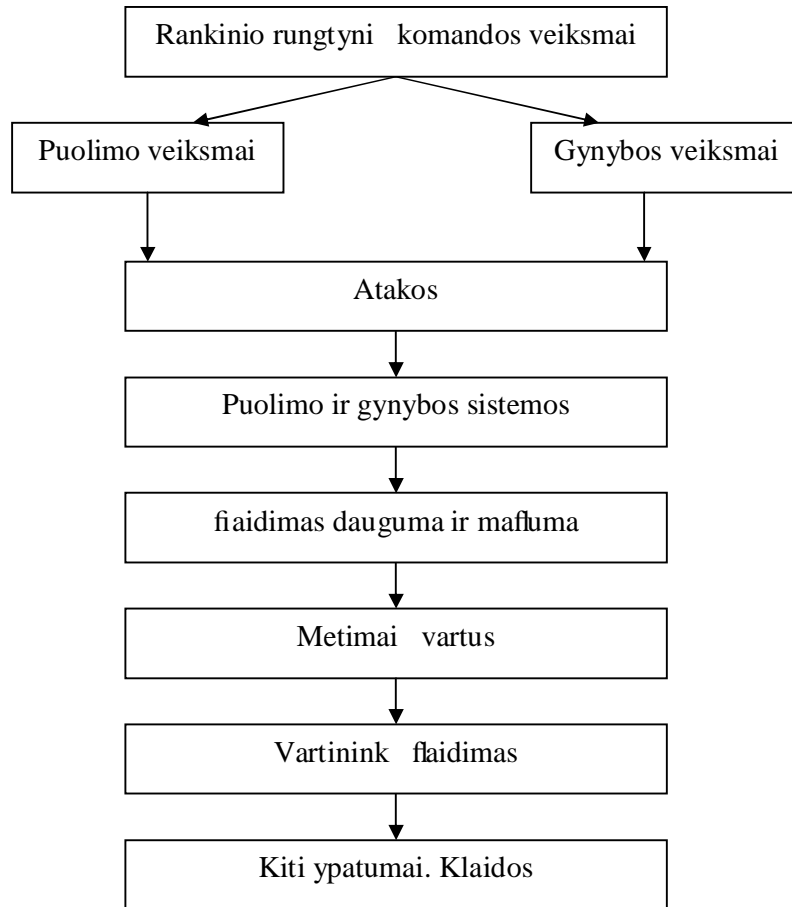 Rankinio rungtyni komandos veiksmai
Puolimo veiksmai
Gynybos veiksmai
Atakos
Puolimo ir gynybos sistemos
fiaidimas dauguma ir mafluma
Metimai vartus
Vartinink flaidimas
Kiti ypatumai. Klaidos